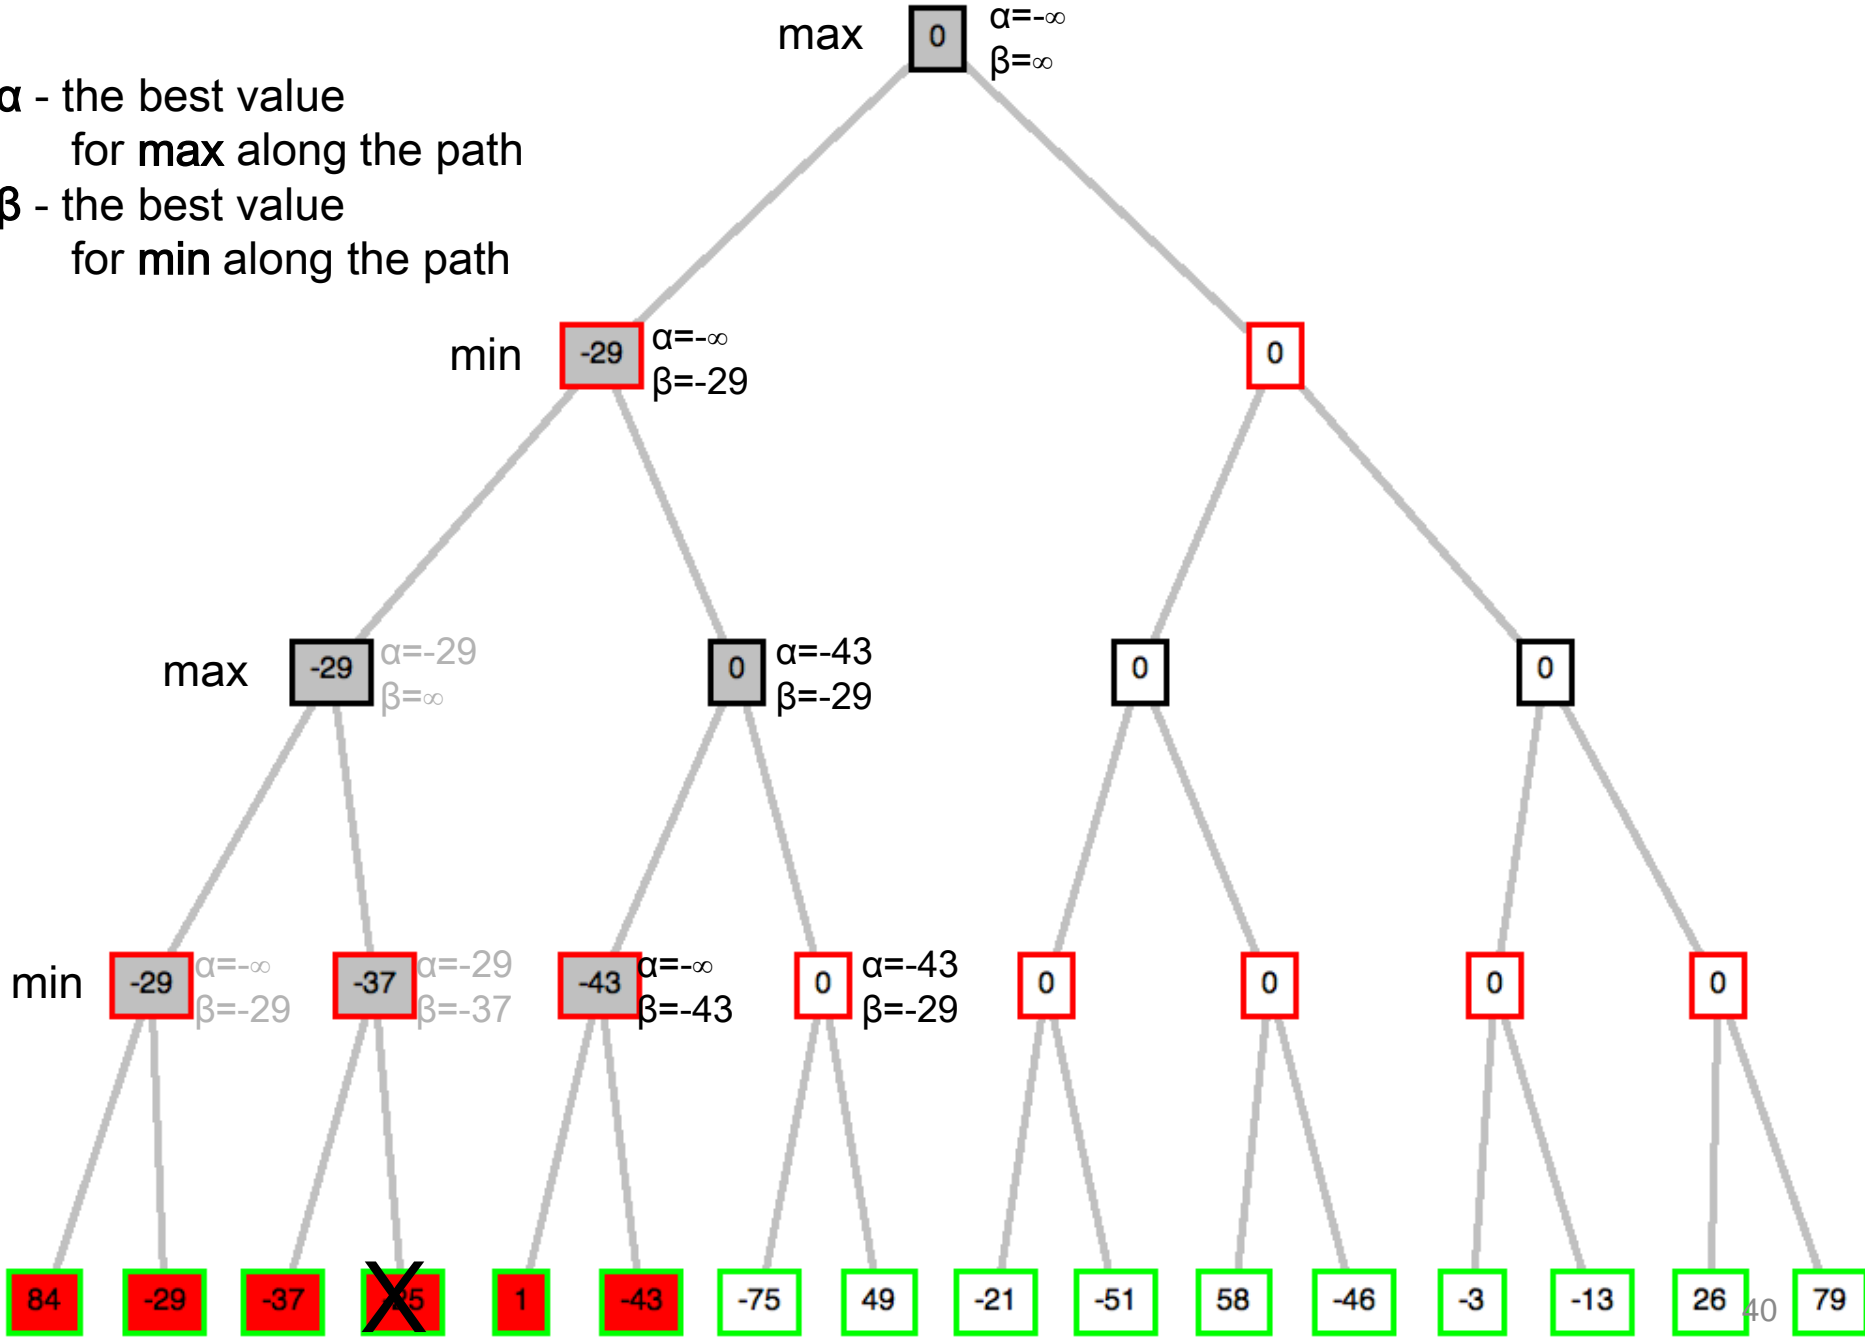 max 0 α=-∞
β=∞
α - the best value
for max along the path
β - the best value
for min along the path
min -29 α=-∞ 0
β=-29
max -29 α=-29 0 α=-43 0 0
β=∞ β=-29
min -29 α=-∞ -37 α=-29 -43 α=-∞ 0 α=-43 0 0 0 0
β=-29 β=-37 β=-43 β=-29
84 -29 -37 X 1 -43 -75 49 -21 -51 58 -46 -3 -13 26 40 79